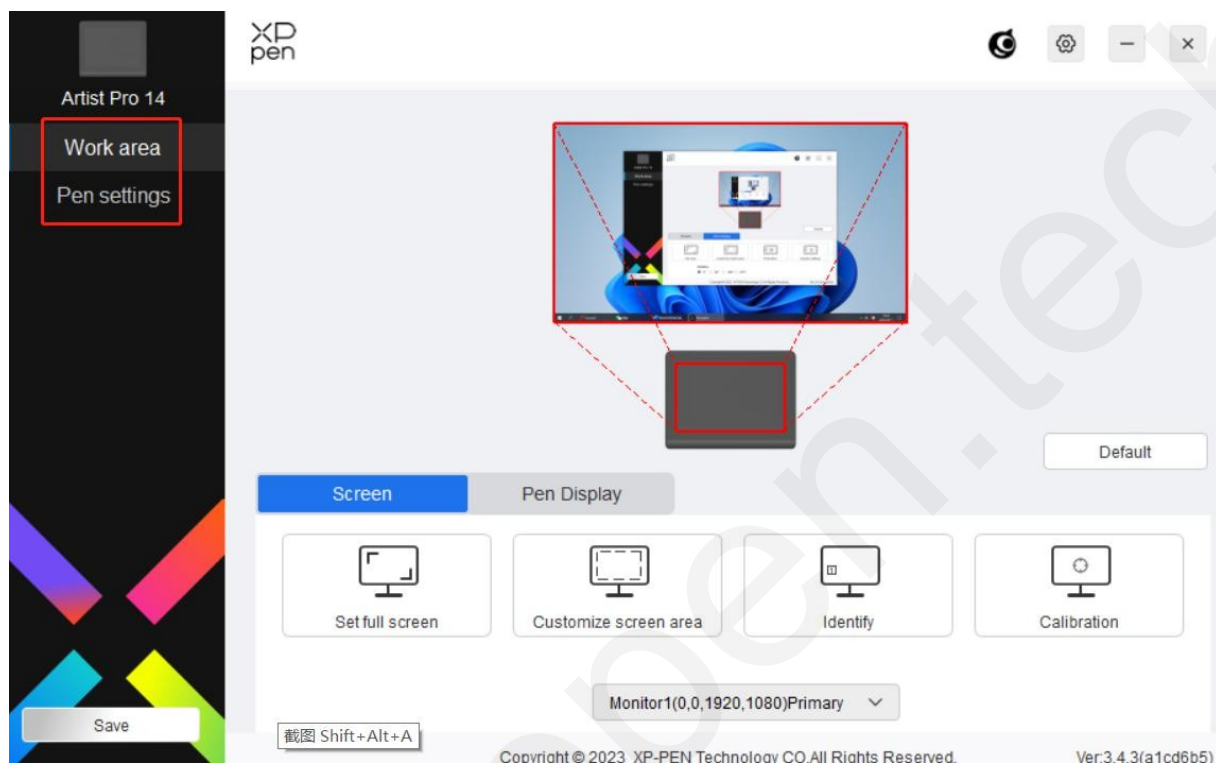 XP
pen
Artist Pro 14
Work area
Pen settings
Default
Screen
Pen Display
Set full screen
Customize screen area
Identify
Calibration
Monitor1(0,0,1920,1080)Primary
Save
截图 Shift+Alt+A
Copyright © 2023 XP-PEN Technology CO.All Rights Reserved.
Ver:3.4.3(a1cd6b5)